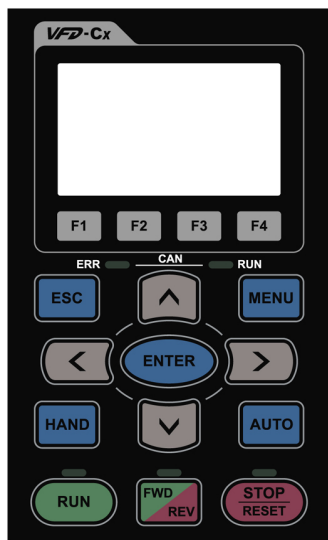 VFD-Cx
F1 F2 F3 F4
ERR CAN RUN
ESC MENU
ENTER
HAND AUTO
RUN FWD REV STOP RESET